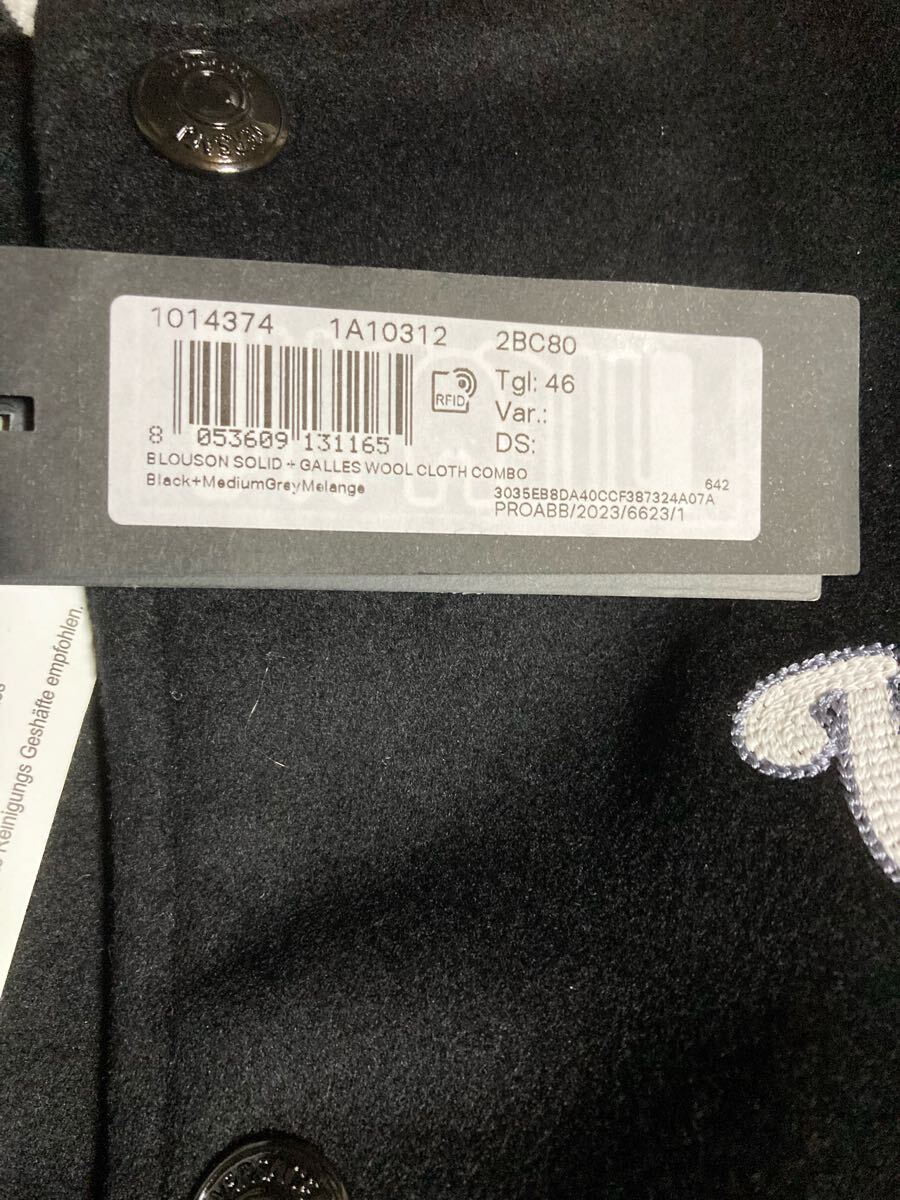 1014374 1A10312 2BC80
Tgl: 46
Var.:
DS:
RFID
8 053609 131165
BLOUSON SOLID + GALLES WOOL CLOTH COMBO
Black+MediumGreyMelange
642
3035EB8DA40CCF387324A07A
PROABB/2023/6623/1
Reinigungs Geshäfte empfohlen.